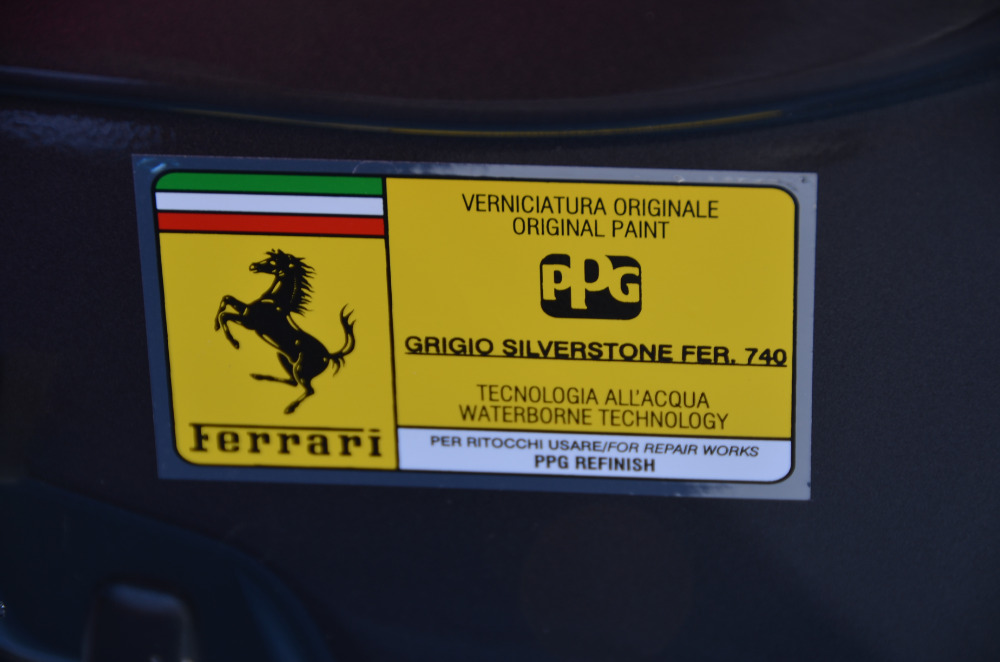 Ferrari
VERNICIATURA ORIGINALE
ORIGINAL PAINT
PPG
GRIGIO SILVERSTONE FER. 740
TECNOLOGIA ALL'ACQUA
WATERBORNE TECHNOLOGY
PER RITOCCHI USARE/FOR REPAIR WORKS
PPG REFINISH